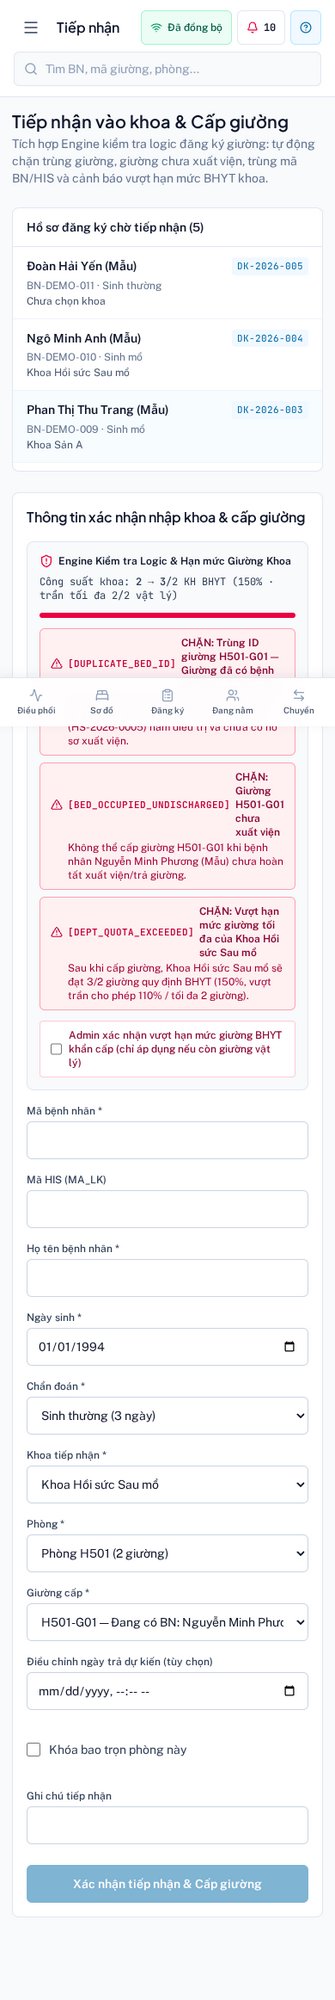 Tiếp nhận
Đã đồng bộ
10
Tìm BN, mã giường, phòng...
Tiếp nhận vào khoa & Cấp giường
Tích hợp Engine kiểm tra logic đăng ký giường: tự động
chặn trùng giường, giường chưa xuất viện, trùng mã
BN/HIS và cảnh báo vượt hạn mức BHYT khoa.
Hồ sơ đăng ký chờ tiếp nhận (5)
Đoàn Hải Yến (Mẫu)
DK-2026-005
BN-DEMO-011 · Sinh thường
Chưa chọn khoa
Ngô Minh Anh (Mẫu)
DK-2026-004
BN-DEMO-010 · Sinh mổ
Khoa Hồi sức Sau mổ
Phan Thị Thu Trang (Mẫu)
DK-2026-003
BN-DEMO-009 · Sinh mổ
Khoa Sản A
Thông tin xác nhận nhập khoa & cấp giường
Engine Kiểm tra Logic & Hạn mức Giường Khoa
Công suất khoa: 2 → 3/2 KH BHYT (150% ·
trần tối đa 2/2 vật lý)
[DUPLICATE_BED_ID]
CHẶN: Trùng ID
giường H501-G01 —
Giường đã có bệnh
Điều phối
Sơ đồ
Đăng ký
Đang nằm
Chuyển
(HS-2026-0005) nằm điều trị và chưa có hồ
sơ xuất viện.
[BED_OCCUPIED_UNDISCHARGED]
CHẶN:
Giường
H501-G01
chưa
xuất viện
Không thể cấp giường H501-G01 khi bệnh
nhân Nguyễn Minh Phương (Mẫu) chưa hoàn
tất xuất viện/trả giường.
[DEPT_QUOTA_EXCEEDED]
CHẶN: Vượt hạn
mức giường tối
đa của Khoa Hồi
sức Sau mổ
Sau khi cấp giường, Khoa Hồi sức Sau mổ sẽ
đạt 3/2 giường quy định BHYT (150%, vượt
trần cho phép 110% / tối đa 2 giường).
Admin xác nhận vượt hạn mức giường BHYT
khẩn cấp (chỉ áp dụng nếu còn giường vật
lý)
Mã bệnh nhân *
Mã HIS (MA_LK)
Họ tên bệnh nhân *
Ngày sinh *
01/01/1994
Chẩn đoán *
Sinh thường (3 ngày)
Khoa tiếp nhận *
Khoa Hồi sức Sau mổ
Phòng *
Phòng H501 (2 giường)
Giường cấp *
H501-G01 — Đang có BN: Nguyễn Minh Phươ
Điều chỉnh ngày trả dự kiến (tùy chọn)
mm/dd/yyyy, --:-- --
Khóa bao trọn phòng này
Ghi chú tiếp nhận
Xác nhận tiếp nhận & Cấp giường